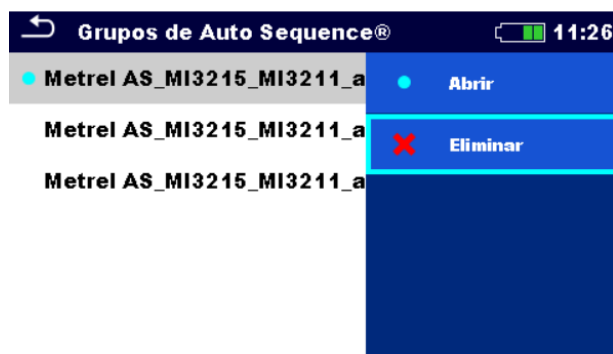 Grupos de Auto Sequence® 11:26
Metrel AS_MI3215_MI3211_a
Abrir
Metrel AS_MI3215_MI3211_a
Eliminar
Metrel AS_MI3215_MI3211_a